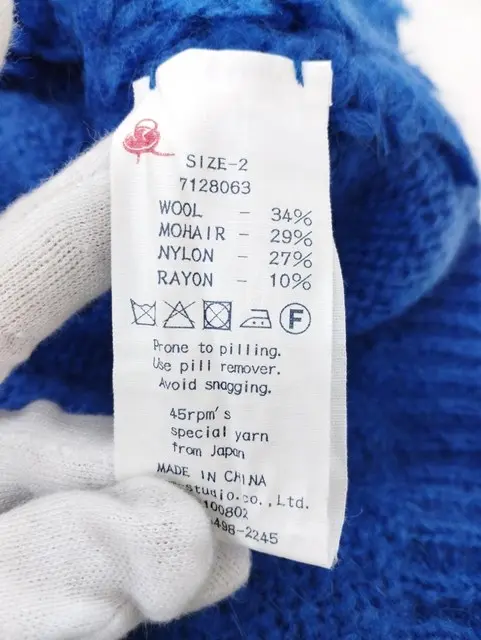 SIZE-2
7128063
WOOL - 34%
MOHAIR - 29%
NYLON - 27%
RAYON - 10%
F
Prone to pilling.
Use pill remover.
Avoid snagging.
45rpm's
special yarn
from Japan
MADE IN CHINA
studio.co.,Ltd.
100802
498-2245